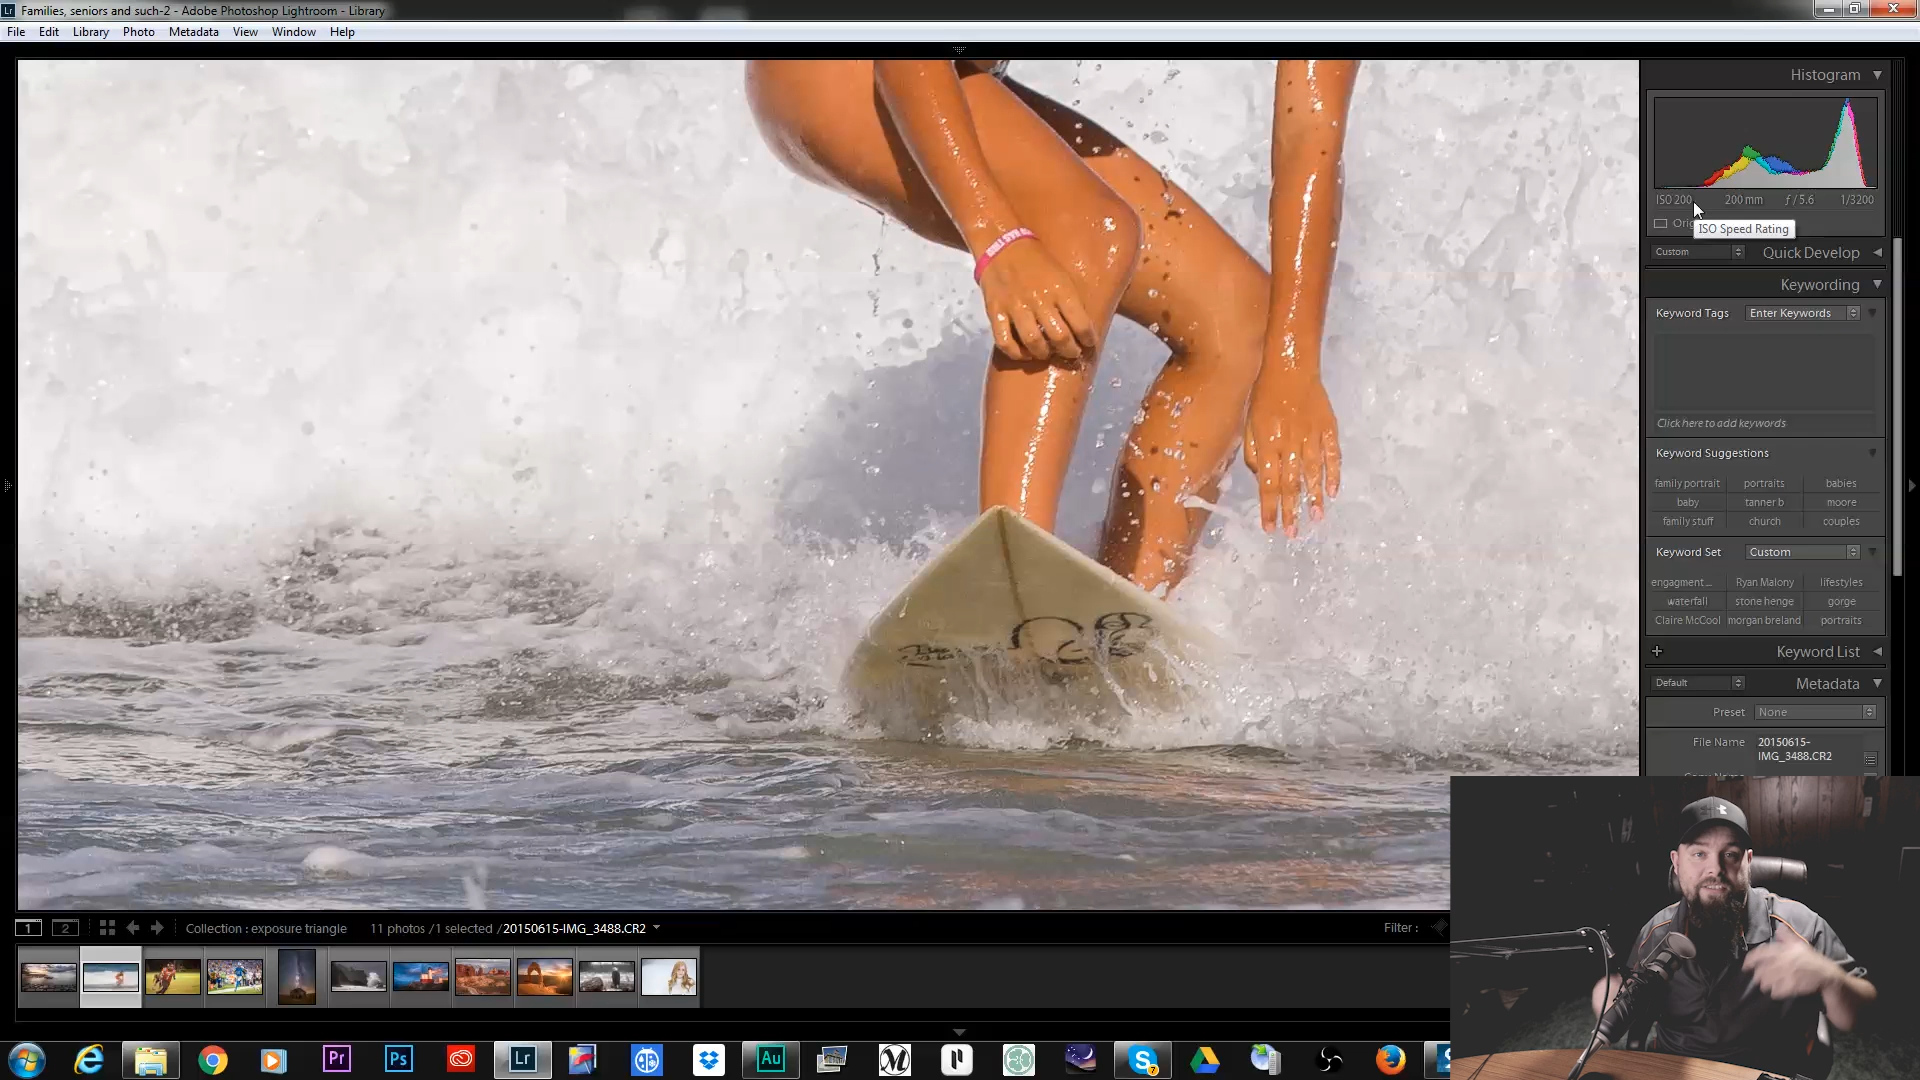 Lr Families, seniors and such-2 - Adobe Photoshop Lightroom - Library
File Edit Library Photo Metadata View Window Help
Histogram
ISO 200 200 mm f / 5.6 1/3200
ISO Speed Rating
Custom Quick Develop
Keywording
Keyword Tags Enter Keywords
Click here to add keywords
Keyword Suggestions
family portrait portraits babies
baby tanner b moore
family stuff church couples
Keyword Set Custom
engagment ... Ryan Malony lifestyles
waterfall stone henge gorge
Claire McCool morgan breland portraits
Keyword List
Default Metadata
Preset None
File Name 20150615-
IMG_3488.CR2
1 2 Collection : exposure triangle 11 photos /1 selected /20150615-IMG_3488.CR2 Filter :
Pr Ps Lr Au M S 7